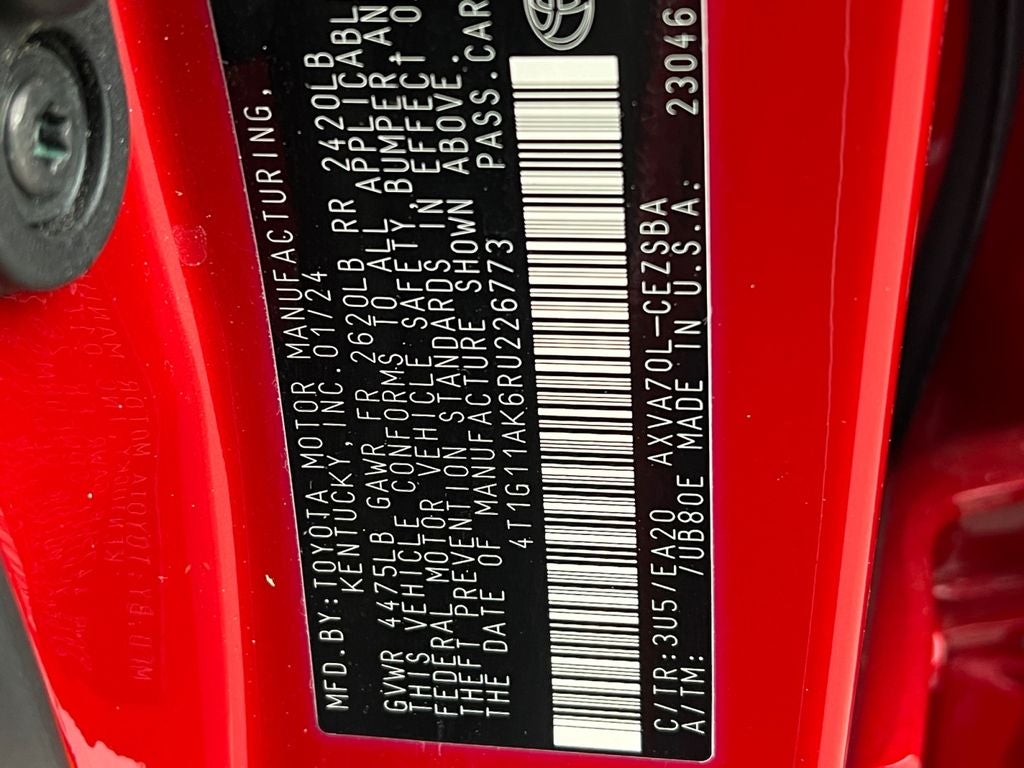 MFD.BY:TOYOTA MOTOR MANUFACTURING,
KENTUCKY, INC. 01/24
GVWR 4475LB GAWR FR 2620LB RR 2420LB
THIS VEHICLE CONFORMS TO ALL APPLICABL
FEDERAL MOTOR VEHICLE SAFETY, BUMPER, AN
THEFT PREVENTION STANDARDS IN EFFECT O
THE DATE OF MANUFACTURE SHOWN ABOVE.
4T1G11AK6RU226773 PASS.CAR
C/TR:3U5/EA20 AXVA70L-CEZSBA
A/TM: /UB80E MADE IN U.S.A. 23046